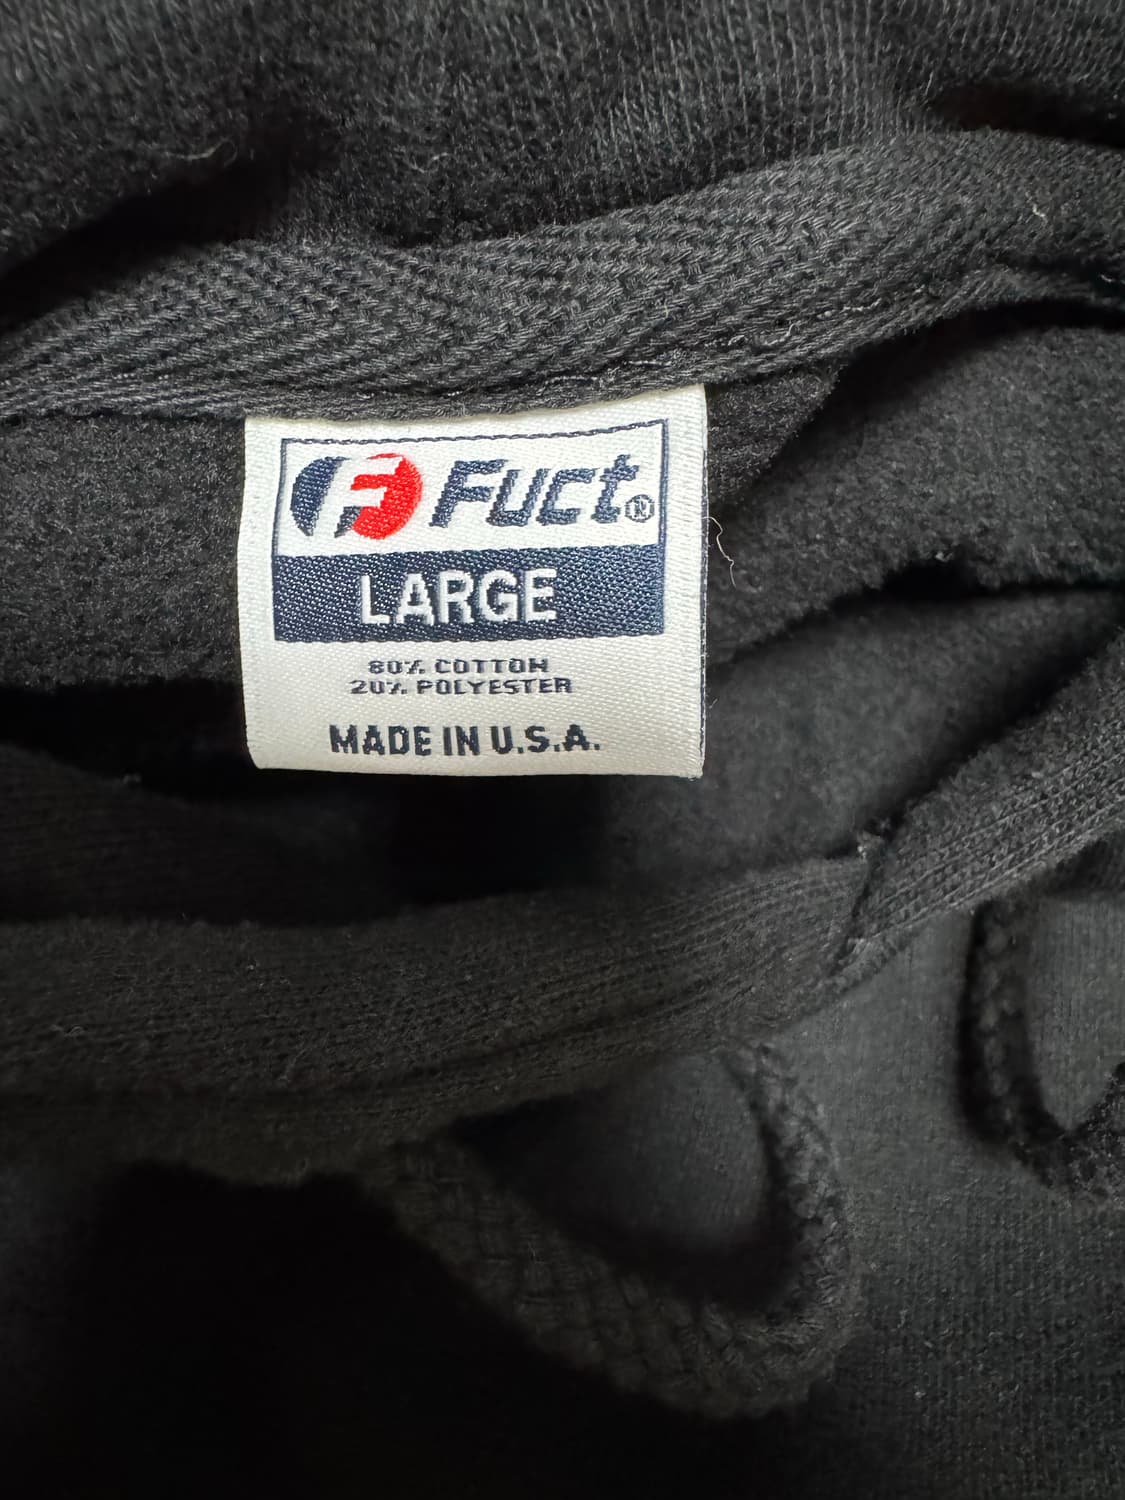 F Fuct®
LARGE
80% COTTON
20% POLYESTER
MADE IN U.S.A.